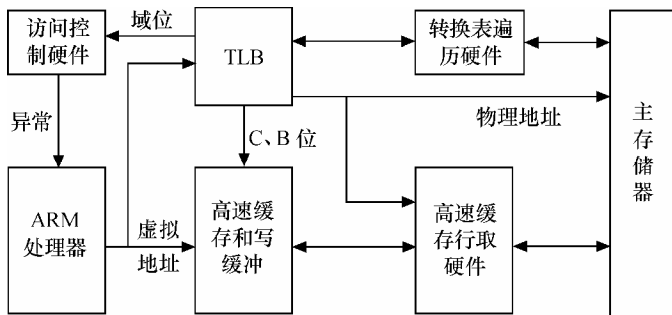 访问控
制硬件
域位
TLB
转换表遍
历硬件
异常
C、B 位
物理地址
主
存
储
器
ARM
处理器
虚拟
地址
高速缓
存和写
缓冲
高速缓
存行取
硬件